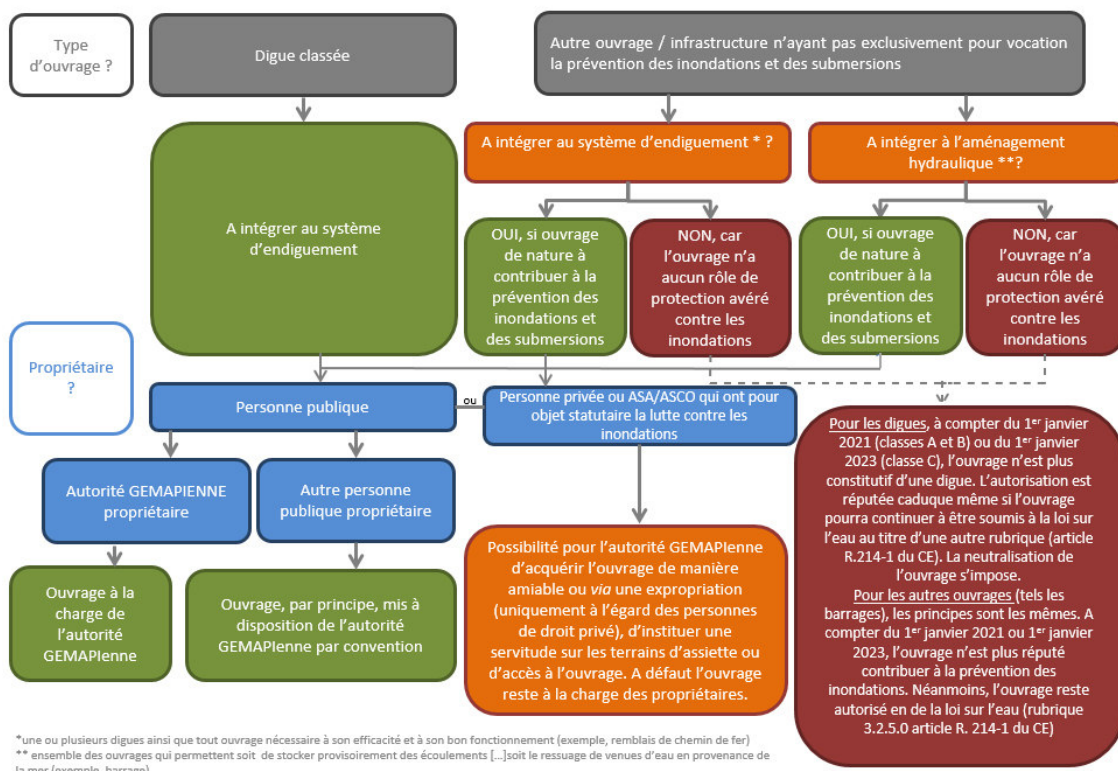 Type
d'ouvrage ?
Digue classée
Autre ouvrage / infrastructure n'ayant pas exclusivement pour vocation
la prévention des inondations et des submersions
A intégrer au système
d'endiguement
A intégrer au système d'endiguement * ?
A intégrer à l'aménagement
hydraulique **?
OUI, si ouvrage
de nature à
contribuer à la
prévention des
inondations et
des submersions
NON, car
l'ouvrage n'a
aucun rôle de
protection avéré
contre les
inondations
OUI, si ouvrage
de nature à
contribuer à la
prévention des
inondations et
des submersions
NON, car
l'ouvrage n'a
aucun rôle de
protection avéré
contre les
inondations
Propriétaire
?
Personne publique
ou
Personne privée ou ASA/ASCO qui ont pour
objet statutaire la lutte contre les
inondations
Autorité GEMAPIENNE
propriétaire
Autre personne
publique propriétaire
Ouvrage à la
charge de
l'autorité
GEMAPIenne
Ouvrage, par principe, mis à
disposition de l'autorité
GEMAPIenne par convention
Possibilité pour l'autorité GEMAPIenne
d'acquérir l'ouvrage de manière
amiable ou via une expropriation
(uniquement à l'égard des personnes
de droit privé), d'instituer une
servitude sur les terrains d'assiette ou
d'accès à l'ouvrage. A défaut l'ouvrage
reste à la charge des propriétaires.
Pour les digues, à compter du 1er janvier
2021 (classes A et B) ou du 1er janvier
2023 (classe C), l'ouvrage n'est plus
constitutif d'une digue. L'autorisation est
réputée caduque même si l'ouvrage
pourra continuer à être soumis à la loi sur
l'eau au titre d'une autre rubrique (article
R.214-1 du CE). La neutralisation de
l'ouvrage s'impose.
Pour les autres ouvrages (tels les
barrages), les principes sont les mêmes. A
compter du 1er janvier 2021 ou 1er janvier
2023, l'ouvrage n'est plus réputé
contribuer à la prévention des
inondations. Néanmoins, l'ouvrage reste
autorisé en de la loi sur l'eau (rubrique
3.2.5.0 article R. 214-1 du CE)
*une ou plusieurs digues ainsi que tout ouvrage nécessaire à son efficacité et à son bon fonctionnement (exemple, remblais de chemin de fer)
** ensemble des ouvrages qui permettent soit de stocker provisoirement des écoulements [...]soit le ressuage de venues d'eau en provenance de
la mer (exemple, barrage)